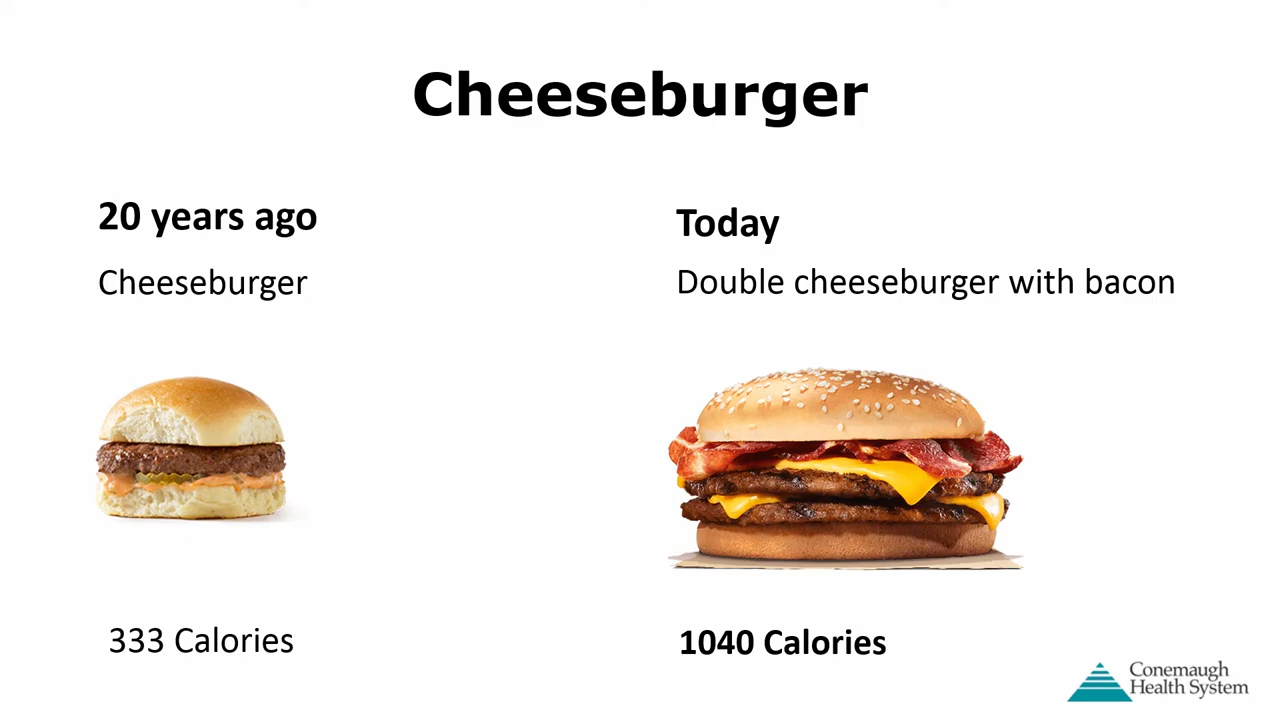 Cheeseburger
20 years ago
Cheeseburger
333 Calories
Today
Double cheeseburger with bacon
1040 Calories
Conemaugh
Health System